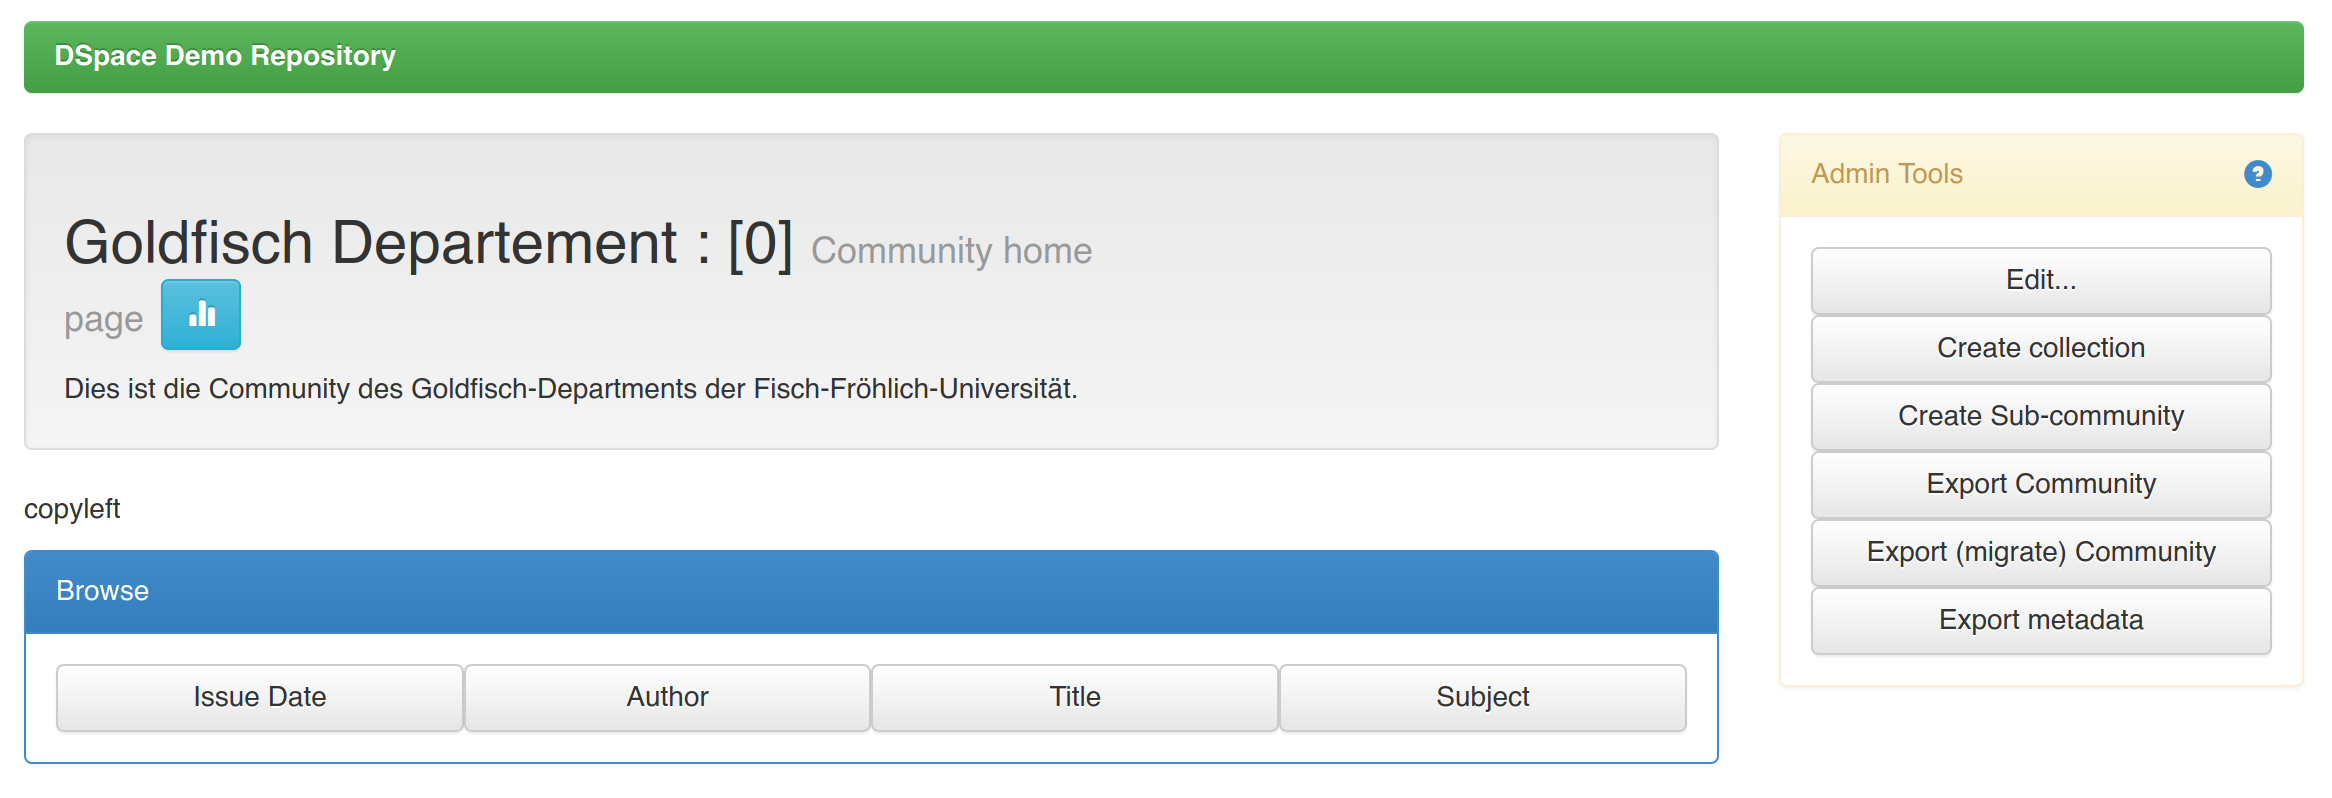 DSpace Demo Repository
Goldfisch Departement : [0] Community home
page
Dies ist die Community des Goldfisch-Departments der Fisch-Fröhlich-Universität.
copyleft
Browse
Issue Date
Author
Title
Subject
Admin Tools
?
Edit...
Create collection
Create Sub-community
Export Community
Export (migrate) Community
Export metadata